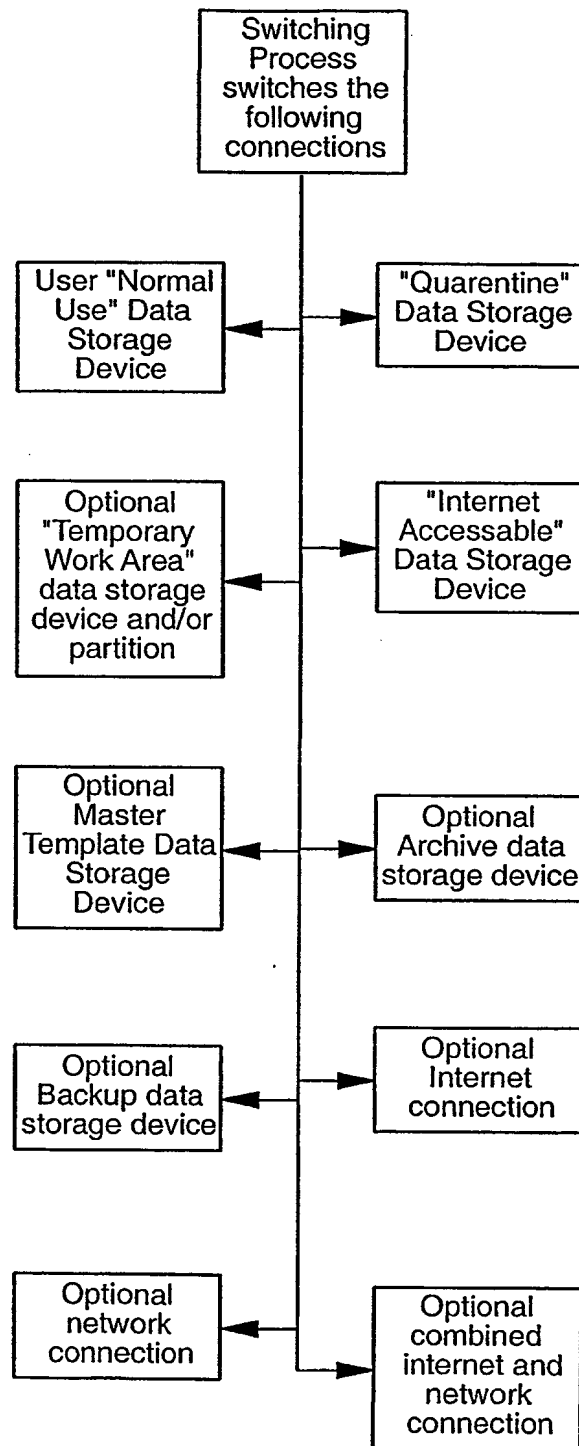 Switching
Process
switches the
following
connections
User "Normal
Use" Data
Storage
Device
"Quarentine"
Data Storage
Device
Optional
"Temporary
Work Area"
data storage
device and/or
partition
"Internet
Accessable"
Data Storage
Device
Optional
Master
Template Data
Storage
Device
Optional
Archive data
storage device
Optional
Backup data
storage device
Optional
Internet
connection
Optional
network
connection
Optional
combined
internet and
network
connection